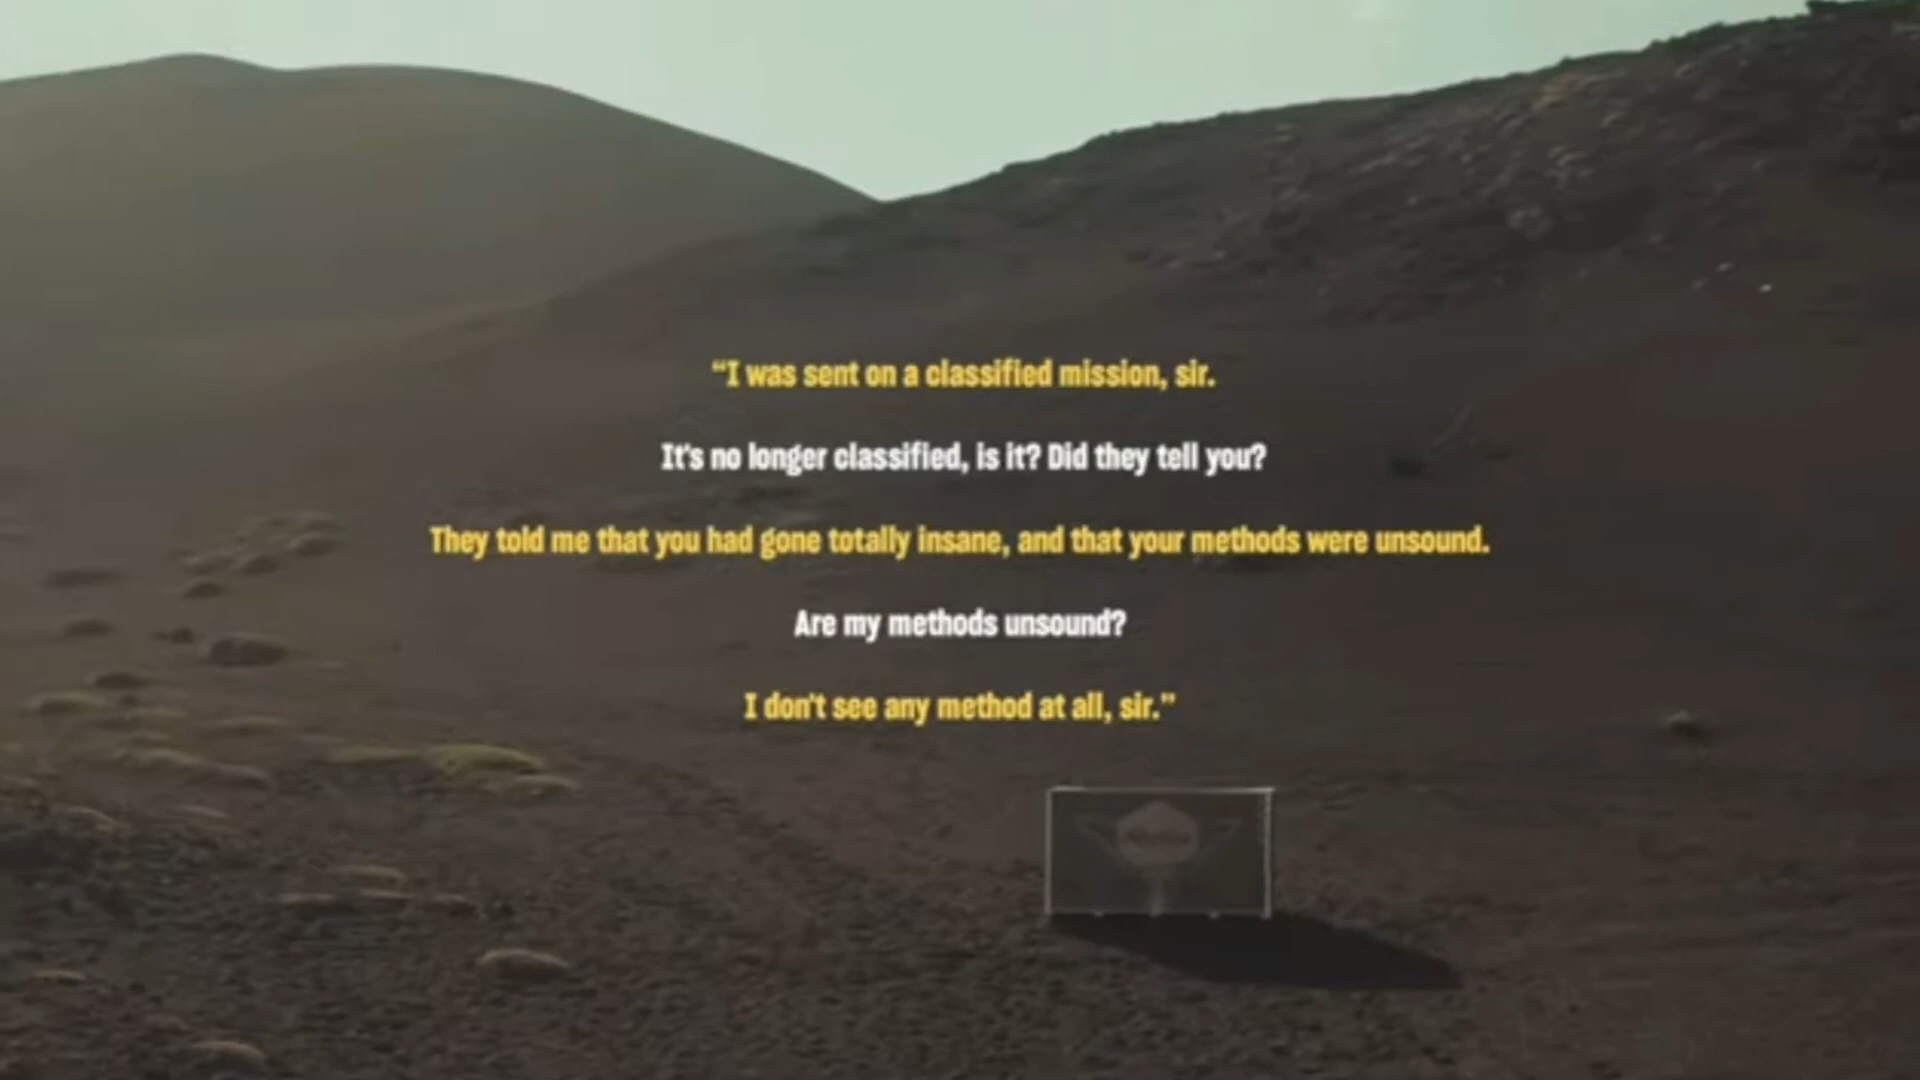 “I was sent on a classified mission, sir.
It's no longer classified, is it? Did they tell you?
They told me that you had gone totally insane, and that your methods were unsound.
Are my methods unsound?
I don't see any method at all, sir.”